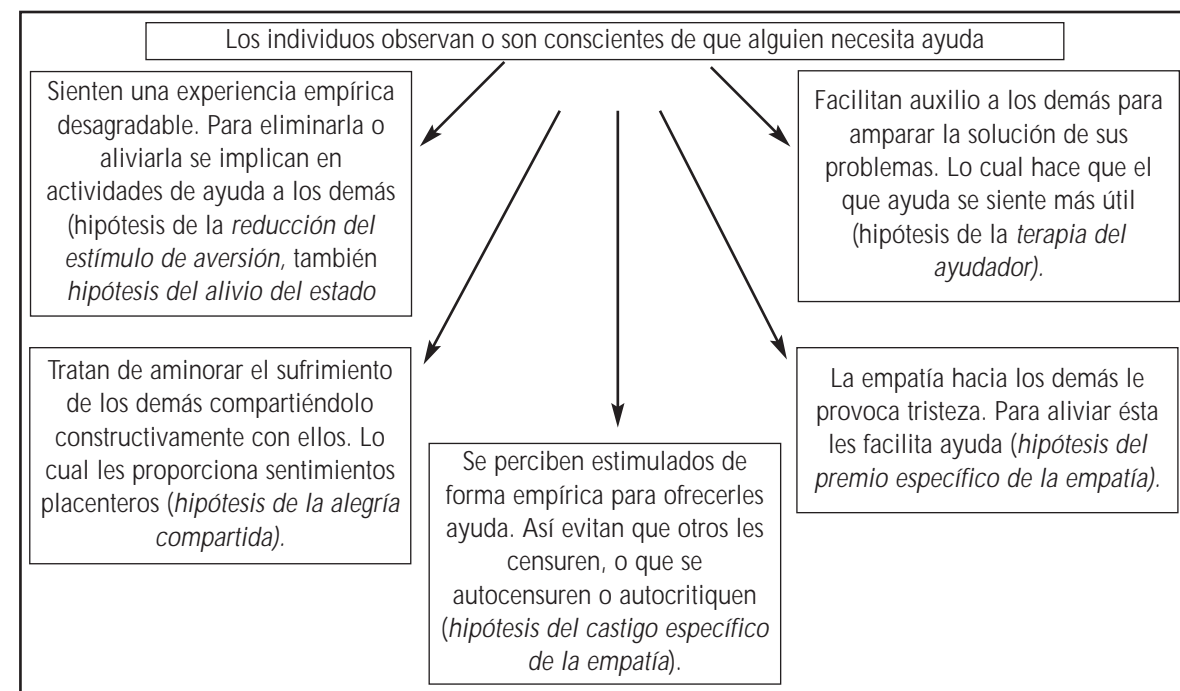 Los individuos observan o son conscientes de que alguien necesita ayuda
Sienten una experiencia empírica
desagradable. Para eliminarla o
aliviarla se implican en
actividades de ayuda a los demás
(hipótesis de la reducción del
estímulo de aversión, también
hipótesis del alivio del estado
Facilitan auxilio a los demás para
amparar la solución de sus
problemas. Lo cual hace que el
que ayuda se siente más útil
(hipótesis de la terapia del
ayudador).
Tratan de aminorar el sufrimiento
de los demás compartiéndolo
constructivamente con ellos. Lo
cual les proporciona sentimientos
placenteros (hipótesis de la alegría
compartida).
Se perciben estimulados de
forma empírica para ofrecerles
ayuda. Así evitan que otros les
censuren, o que se
autocensuren o autocritiquen
(hipótesis del castigo específico
de la empatía).
La empatía hacia los demás le
provoca tristeza. Para aliviar ésta
les facilita ayuda (hipótesis del
premio específico de la empatía).